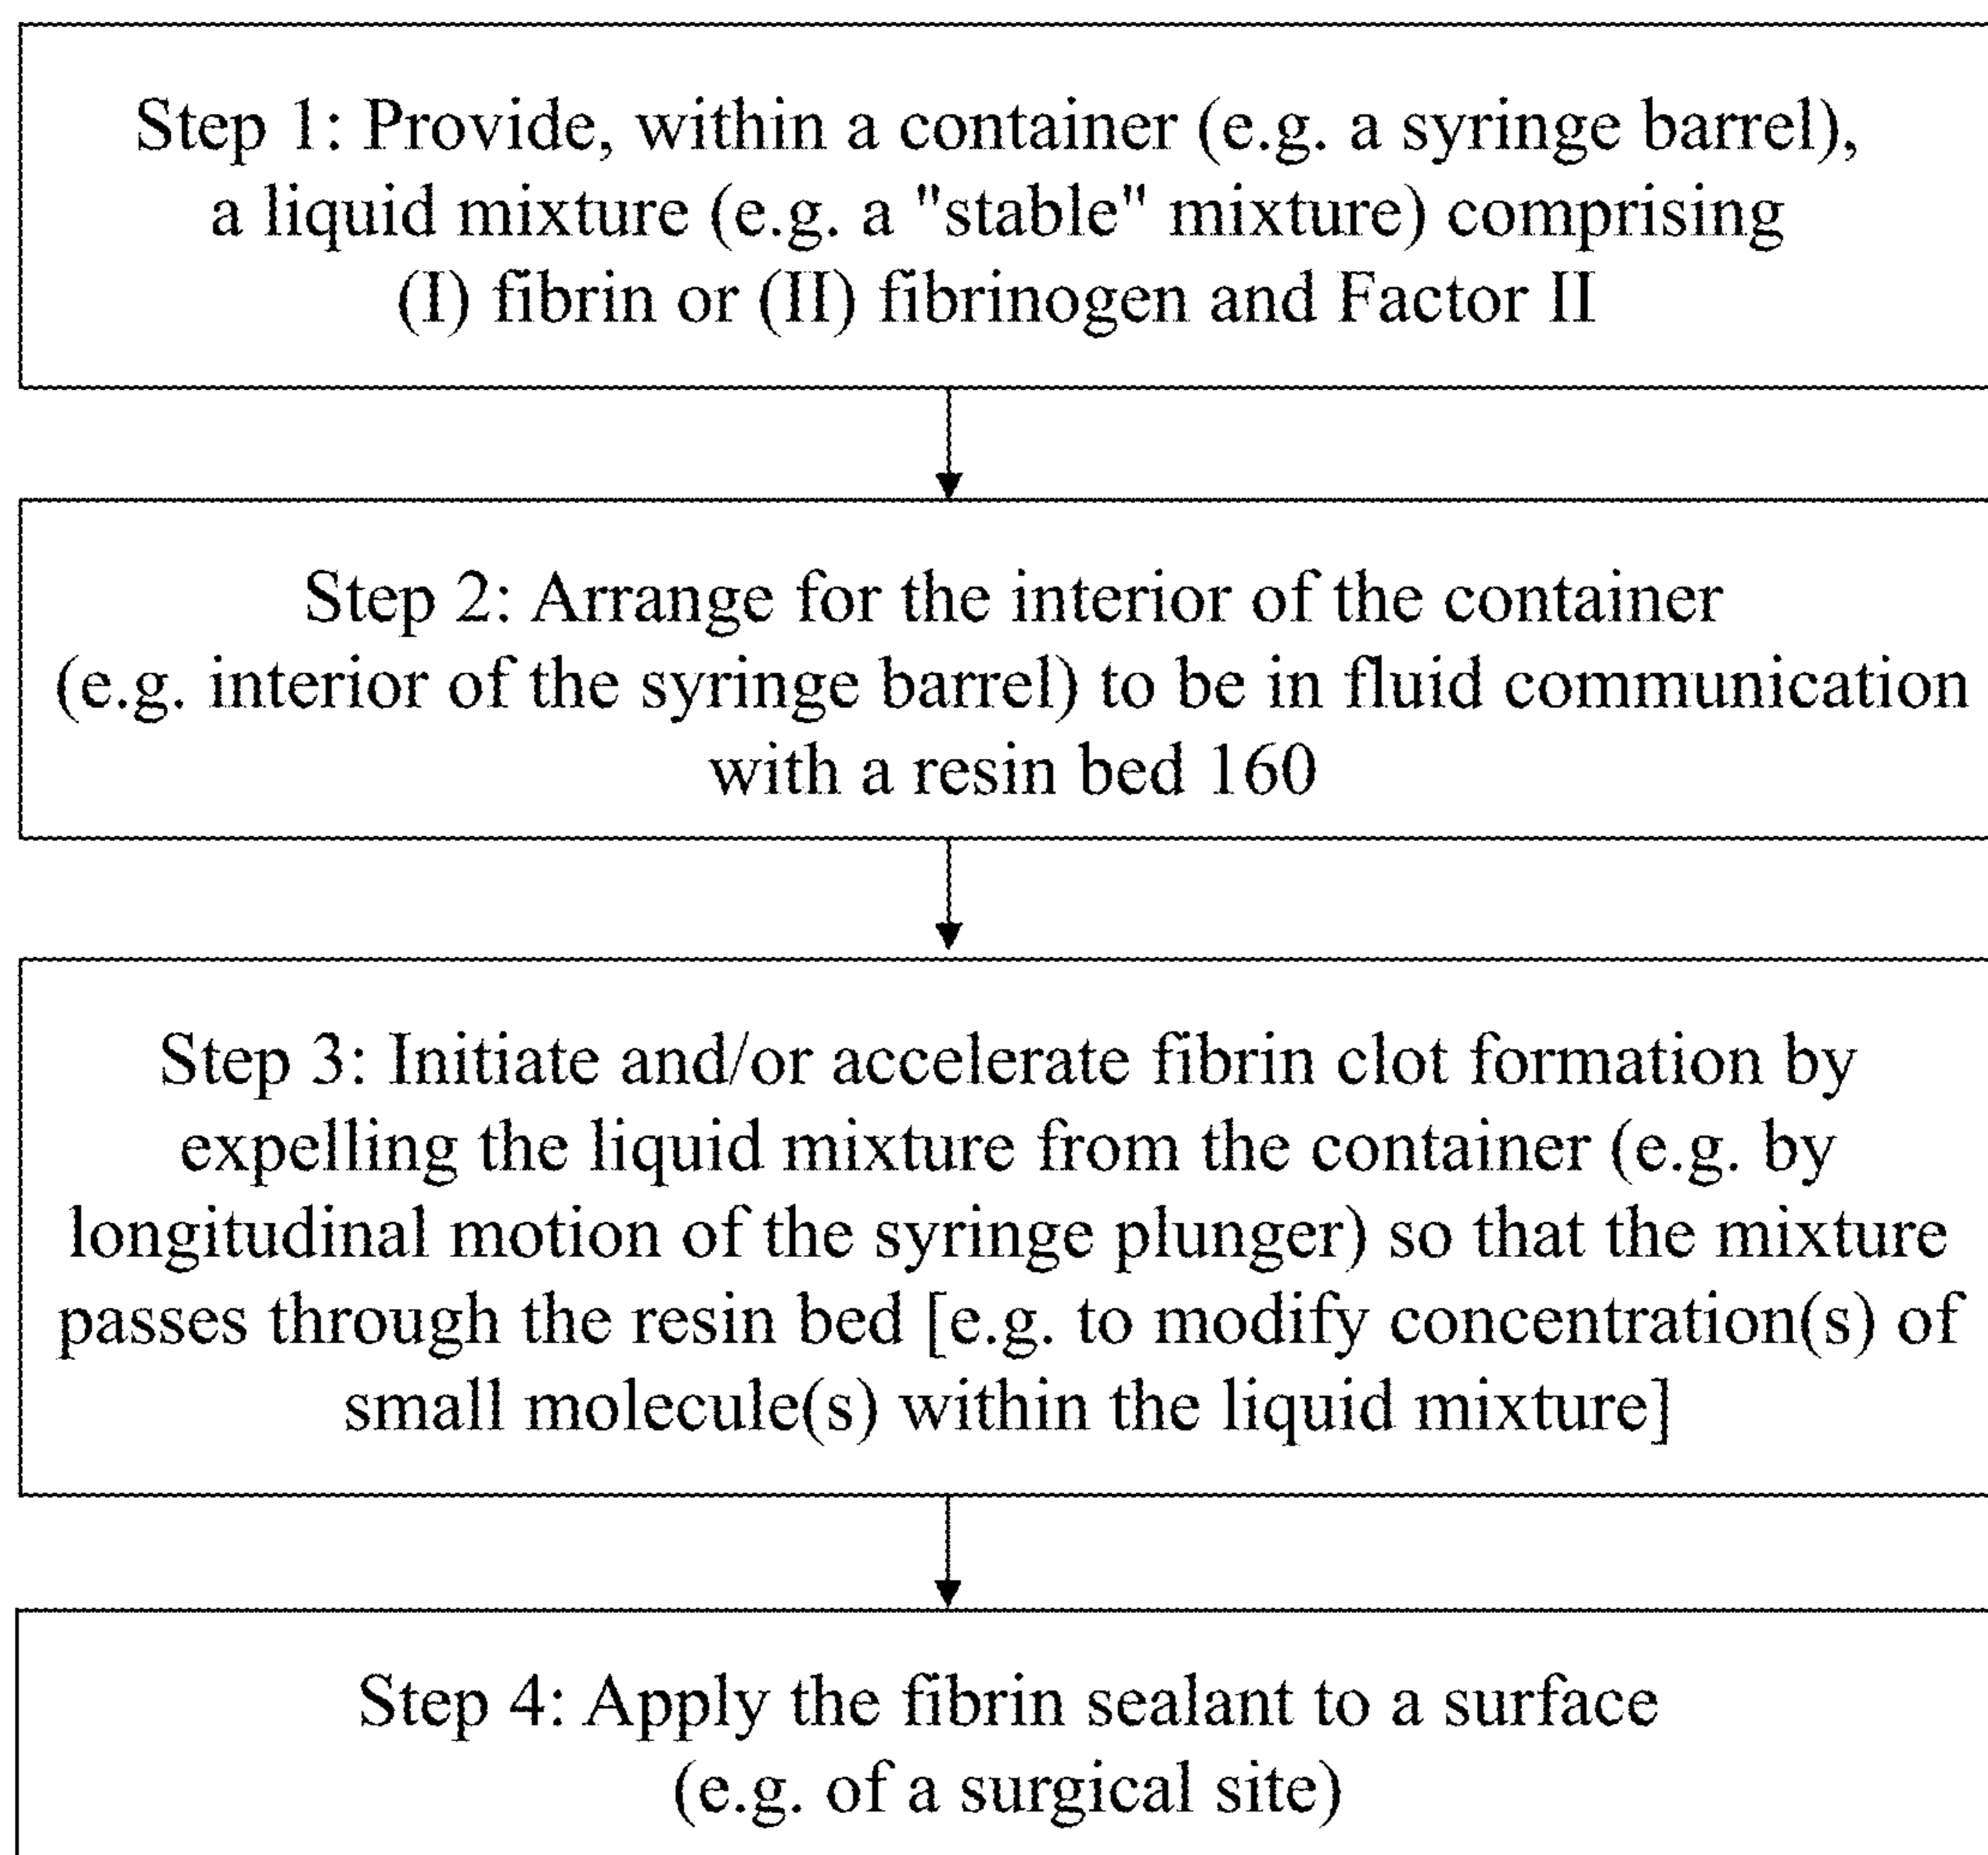 Step 1: Provide, within a container (e.g. a syringe barrel),
a liquid mixture (e.g. a "stable" mixture) comprising
(I) fibrin or (II) fibrinogen and Factor II
Step 2: Arrange for the interior of the container
(e.g. interior of the syringe barrel) to be in fluid communication
with a resin bed 160
Step 3: Initiate and/or accelerate fibrin clot formation by
expelling the liquid mixture from the container (e.g. by
longitudinal motion of the syringe plunger) so that the mixture
passes through the resin bed [e.g. to modify concentration(s) of
small molecule(s) within the liquid mixture]
Step 4: Apply the fibrin sealant to a surface
(e.g. of a surgical site)